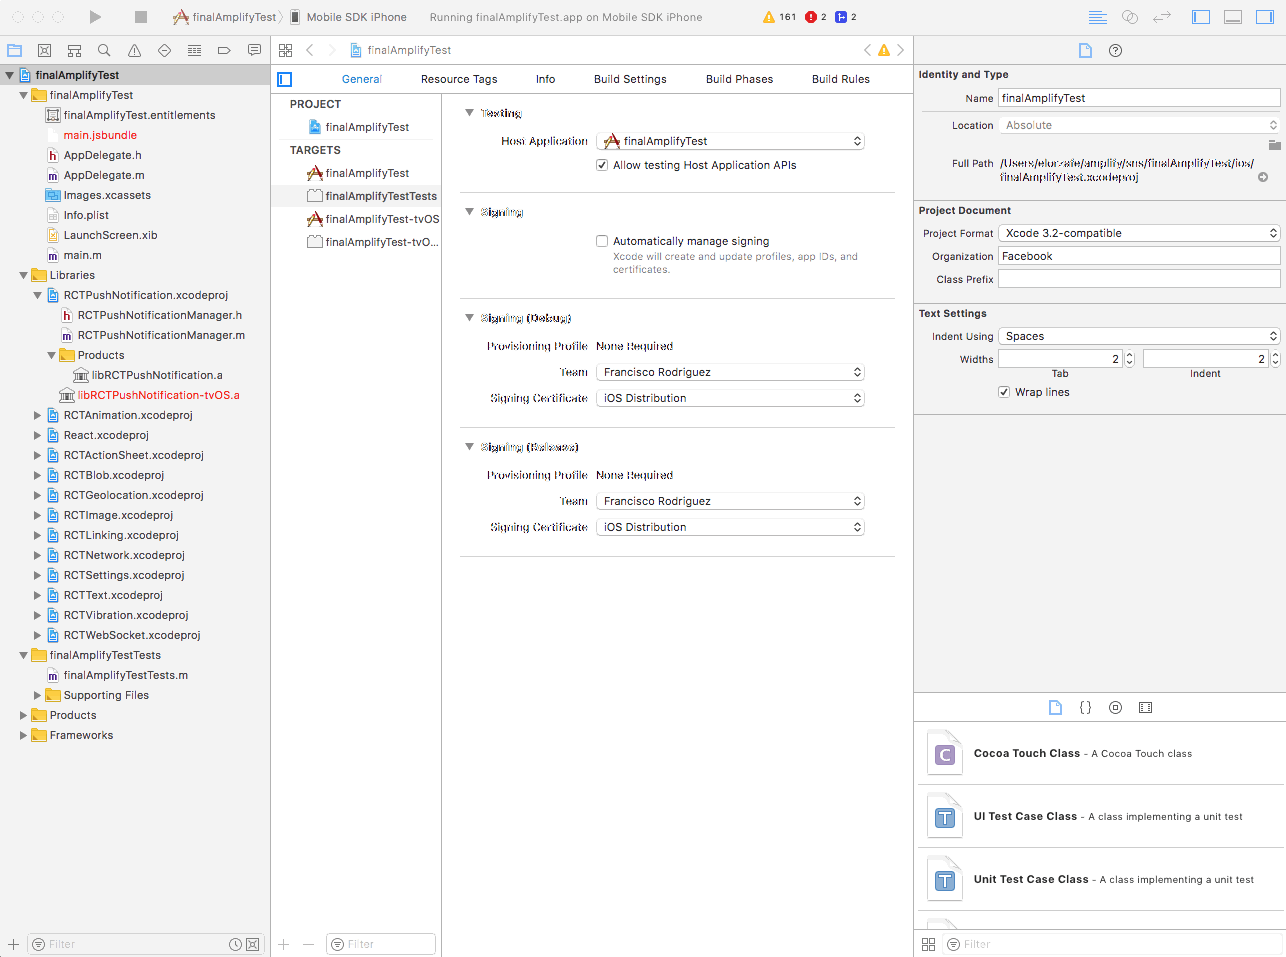 finalAmplifyTest
Mobile SDK iPhone
Running finalAmplifyTest.app on Mobile SDK iPhone
161
2
2
finalAmplifyTest
finalAmplifyTest
finalAmplifyTest.entitlements
main.jsbundle
AppDelegate.h
AppDelegate.m
Images.xcassets
Info.plist
LaunchScreen.xib
main.m
Libraries
RCTPushNotification.xcodeproj
RCTPushNotificationManager.h
RCTPushNotificationManager.m
Products
libRCTPushNotification.a
libRCTPushNotification-tvOS.a
RCTAnimation.xcodeproj
React.xcodeproj
RCTActionSheet.xcodeproj
RCTBlob.xcodeproj
RCTGeolocation.xcodeproj
RCTImage.xcodeproj
RCTLinking.xcodeproj
RCTNetwork.xcodeproj
RCTSettings.xcodeproj
RCTText.xcodeproj
RCTVibration.xcodeproj
RCTWebSocket.xcodeproj
finalAmplifyTestTests
finalAmplifyTestTests.m
Supporting Files
Products
Frameworks
Filter
finalAmplifyTest
General
Resource Tags
Info
Build Settings
Build Phases
Build Rules
PROJECT
finalAmplifyTest
TARGETS
finalAmplifyTest
finalAmplifyTestTests
finalAmplifyTest-tvOS
finalAmplifyTest-tvO...
Filter
Testing
Host Application
finalAmplifyTest
Allow testing Host Application APIs
Signing
Automatically manage signing
Xcode will create and update profiles, app IDs, and
certificates.
Signing (Debug)
Provisioning Profile None Required
Team Francisco Rodriguez
Signing Certificate iOS Distribution
Signing (Release)
Provisioning Profile None Required
Team Francisco Rodriguez
Signing Certificate iOS Distribution
Identity and Type
Name finalAmplifyTest
Location Absolute
Full Path /Users/elorzafe/amplify/sns/finalAmplifyTest/ios/
finalAmplifyTest.xcodeproj
Project Document
Project Format Xcode 3.2-compatible
Organization Facebook
Class Prefix
Text Settings
Indent Using Spaces
Widths 2 2
Tab Indent
Wrap lines
C
Cocoa Touch Class - A Cocoa Touch class
T
UI Test Case Class - A class implementing a unit test
T
Unit Test Case Class - A class implementing a unit test
Filter